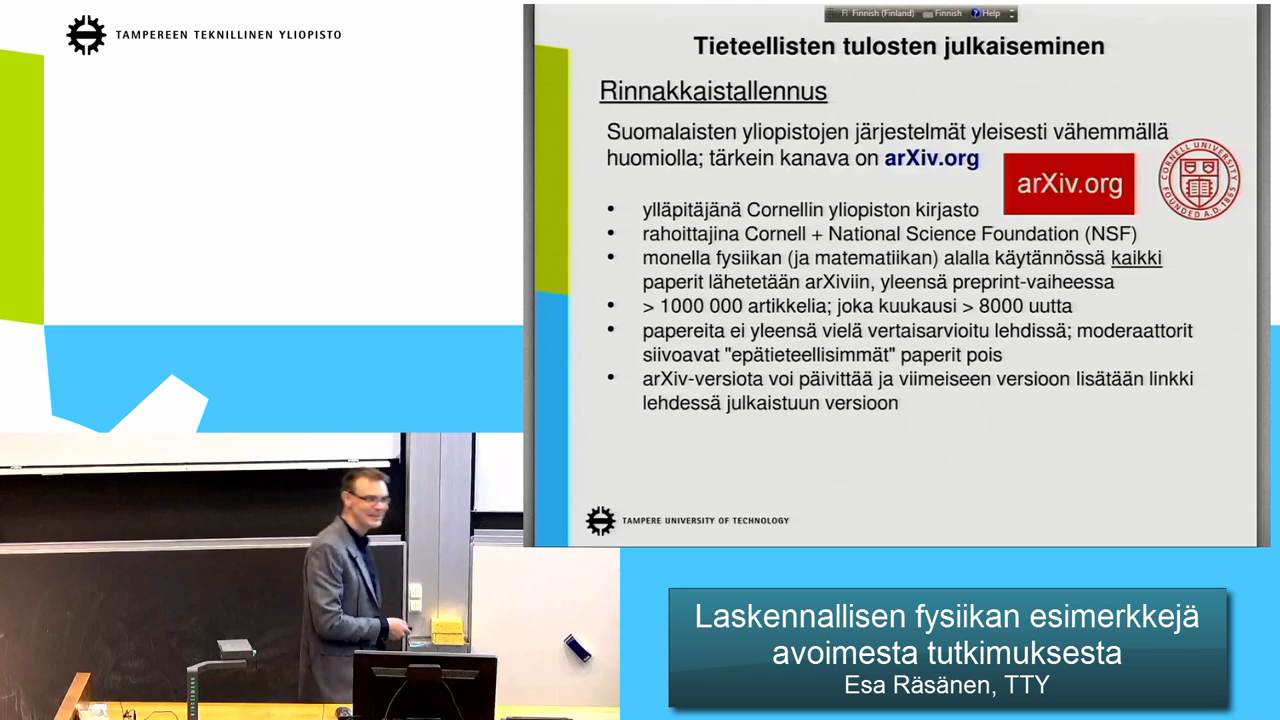 TAMPEREEN TEKNILLINEN YLIOPISTO
FI Finnish (Finland) Finnish Help
Tieteellisten tulosten julkaiseminen
Rinnakkaistallennus
Suomalaisten yliopistojen järjestelmät yleisesti vähemmällä
huomiolla; tärkein kanava on arXiv.org
arXiv.org
CORNELL UNIVERSITY
FOUNDED A.D. 1865
• ylläpitäjänä Cornellin yliopiston kirjasto
• rahoittajina Cornell + National Science Foundation (NSF)
• monella fysiikan (ja matematiikan) alalla käytännössä kaikki
paperit lähetetään arXiviin, yleensä preprint-vaiheessa
• > 1000 000 artikkelia; joka kuukausi > 8000 uutta
• papereita ei yleensä vielä vertaisarvioitu lehdissä; moderaattorit
siivoavat "epätieteellisimmät" paperit pois
• arXiv-versiota voi päivittää ja viimeiseen versioon lisätään linkki
lehdessä julkaistuun versioon
TAMPERE UNIVERSITY OF TECHNOLOGY
Laskennallisen fysiikan esimerkkejä
avoimesta tutkimuksesta
Esa Räsänen, TTY